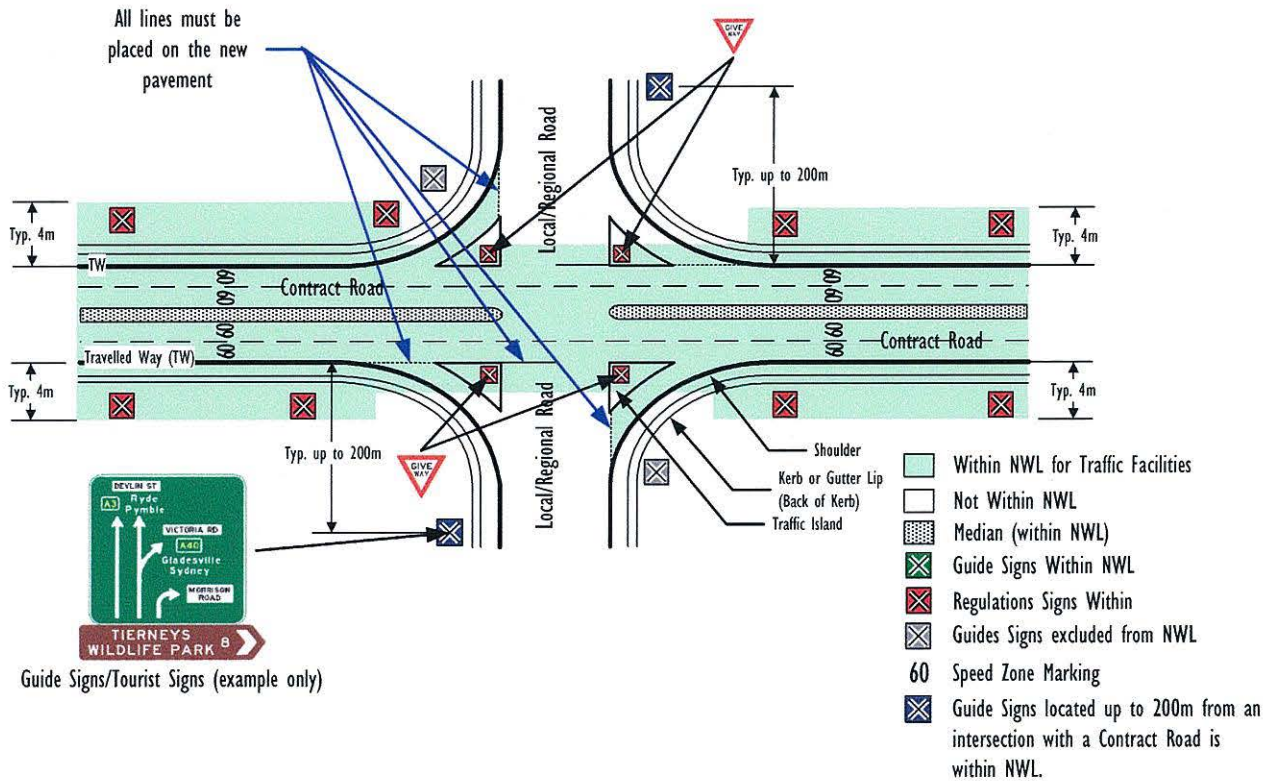 All lines must be
placed on the new
pavement
GIVE
WAY
Local/Regional Road
Typ. up to 200m
Typ. 4m
Typ. 4m
TW
60 60
Contract Road
60 60
60 60
Contract Road
60 60
Travelled Way (TW)
Typ. 4m
Typ. 4m
Typ. up to 200m
GIVE
WAY
Local/Regional Road
Shoulder
Kerb or Gutter Lip
(Back of Kerb)
Traffic Island
DEVLIN ST
A3 Ryde
Pymble
VICTORIA RD
A40
Gladesville
Sydney
MORRISON
ROAD
TIERNEYS
WILDLIFE PARK 8
Guide Signs/Tourist Signs (example only)
Within NWL for Traffic Facilities
Not Within NWL
Median (within NWL)
Guide Signs Within NWL
Regulations Signs Within
Guides Signs excluded from NWL
60 Speed Zone Marking
Guide Signs located up to 200m from an
intersection with a Contract Road is
within NWL.